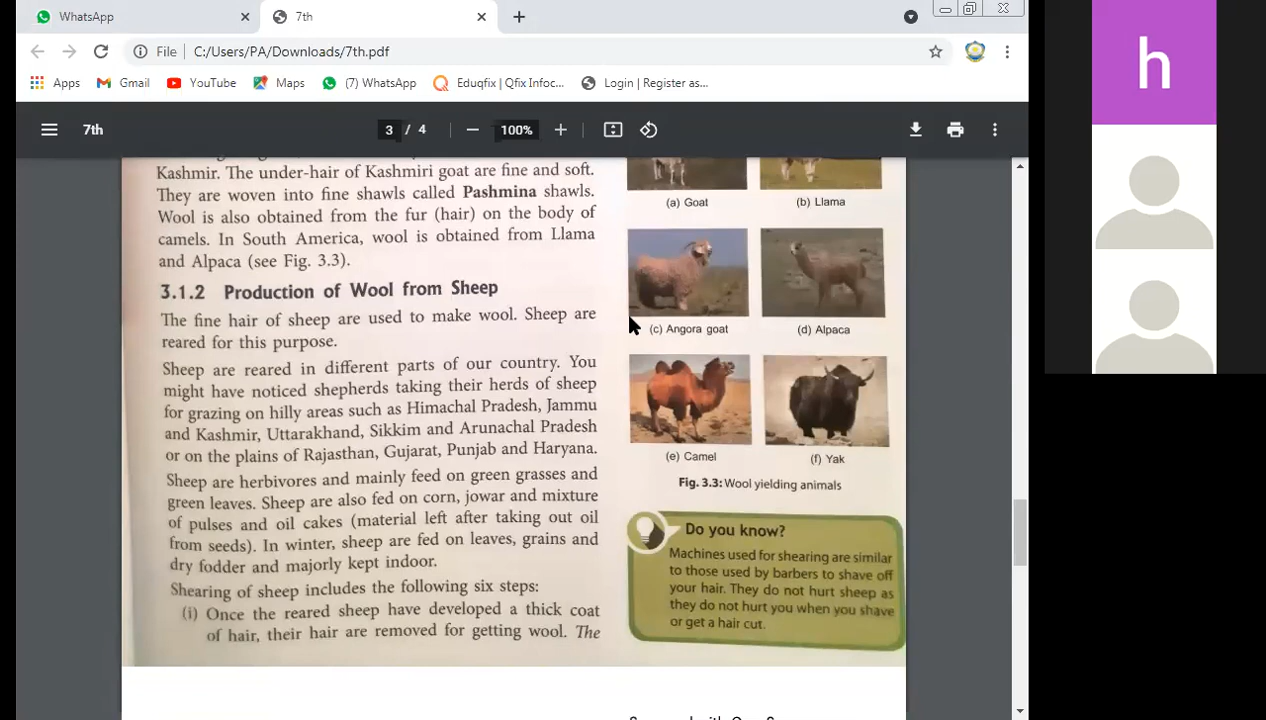 WhatsApp
7th
File
C:/Users/PA/Downloads/7th.pdf
Apps
Gmail
YouTube
Maps
(7) WhatsApp
Eduqfix | Qfix Infoc...
Login | Register as...
7th
3 / 4
100%
h
Kashmir. The under-hair of Kashmiri goat are fine and soft.
They are woven into fine shawls called Pashmina shawls.
Wool is also obtained from the fur (hair) on the body of
camels. In South America, wool is obtained from Llama
and Alpaca (see Fig. 3.3).
3.1.2 Production of Wool from Sheep
The fine hair of sheep are used to make wool. Sheep are
reared for this purpose.
Sheep are reared in different parts of our country. You
might have noticed shepherds taking their herds of sheep
for grazing on hilly areas such as Himachal Pradesh, Jammu
and Kashmir, Uttarakhand, Sikkim and Arunachal Pradesh
or on the plains of Rajasthan, Gujarat, Punjab and Haryana.
Sheep are herbivores and mainly feed on green grasses and
green leaves. Sheep are also fed on corn, jowar and mixture
of pulses and oil cakes (material left after taking out oil
from seeds). In winter, sheep are fed on leaves, grains and
dry fodder and majorly kept indoor.
Shearing of sheep includes the following six steps:
(i) Once the reared sheep have developed a thick coat
of hair, their hair are removed for getting wool. The
(a) Goat
(b) Llama
(c) Angora goat
(d) Alpaca
(e) Camel
(f) Yak
Fig. 3.3: Wool yielding animals
Do you know?
Machines used for shearing are similar
to those used by barbers to shave off
your hair. They do not hurt sheep as
they do not hurt you when you shave
or get a hair cut.